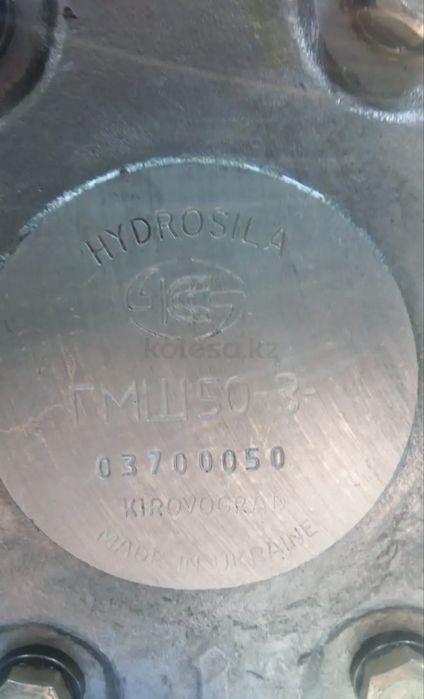 HYDROSILA
kolesa.kz
ГМШ50-3-
03700050
KIROVOGRAD
MADE IN UKRAINE